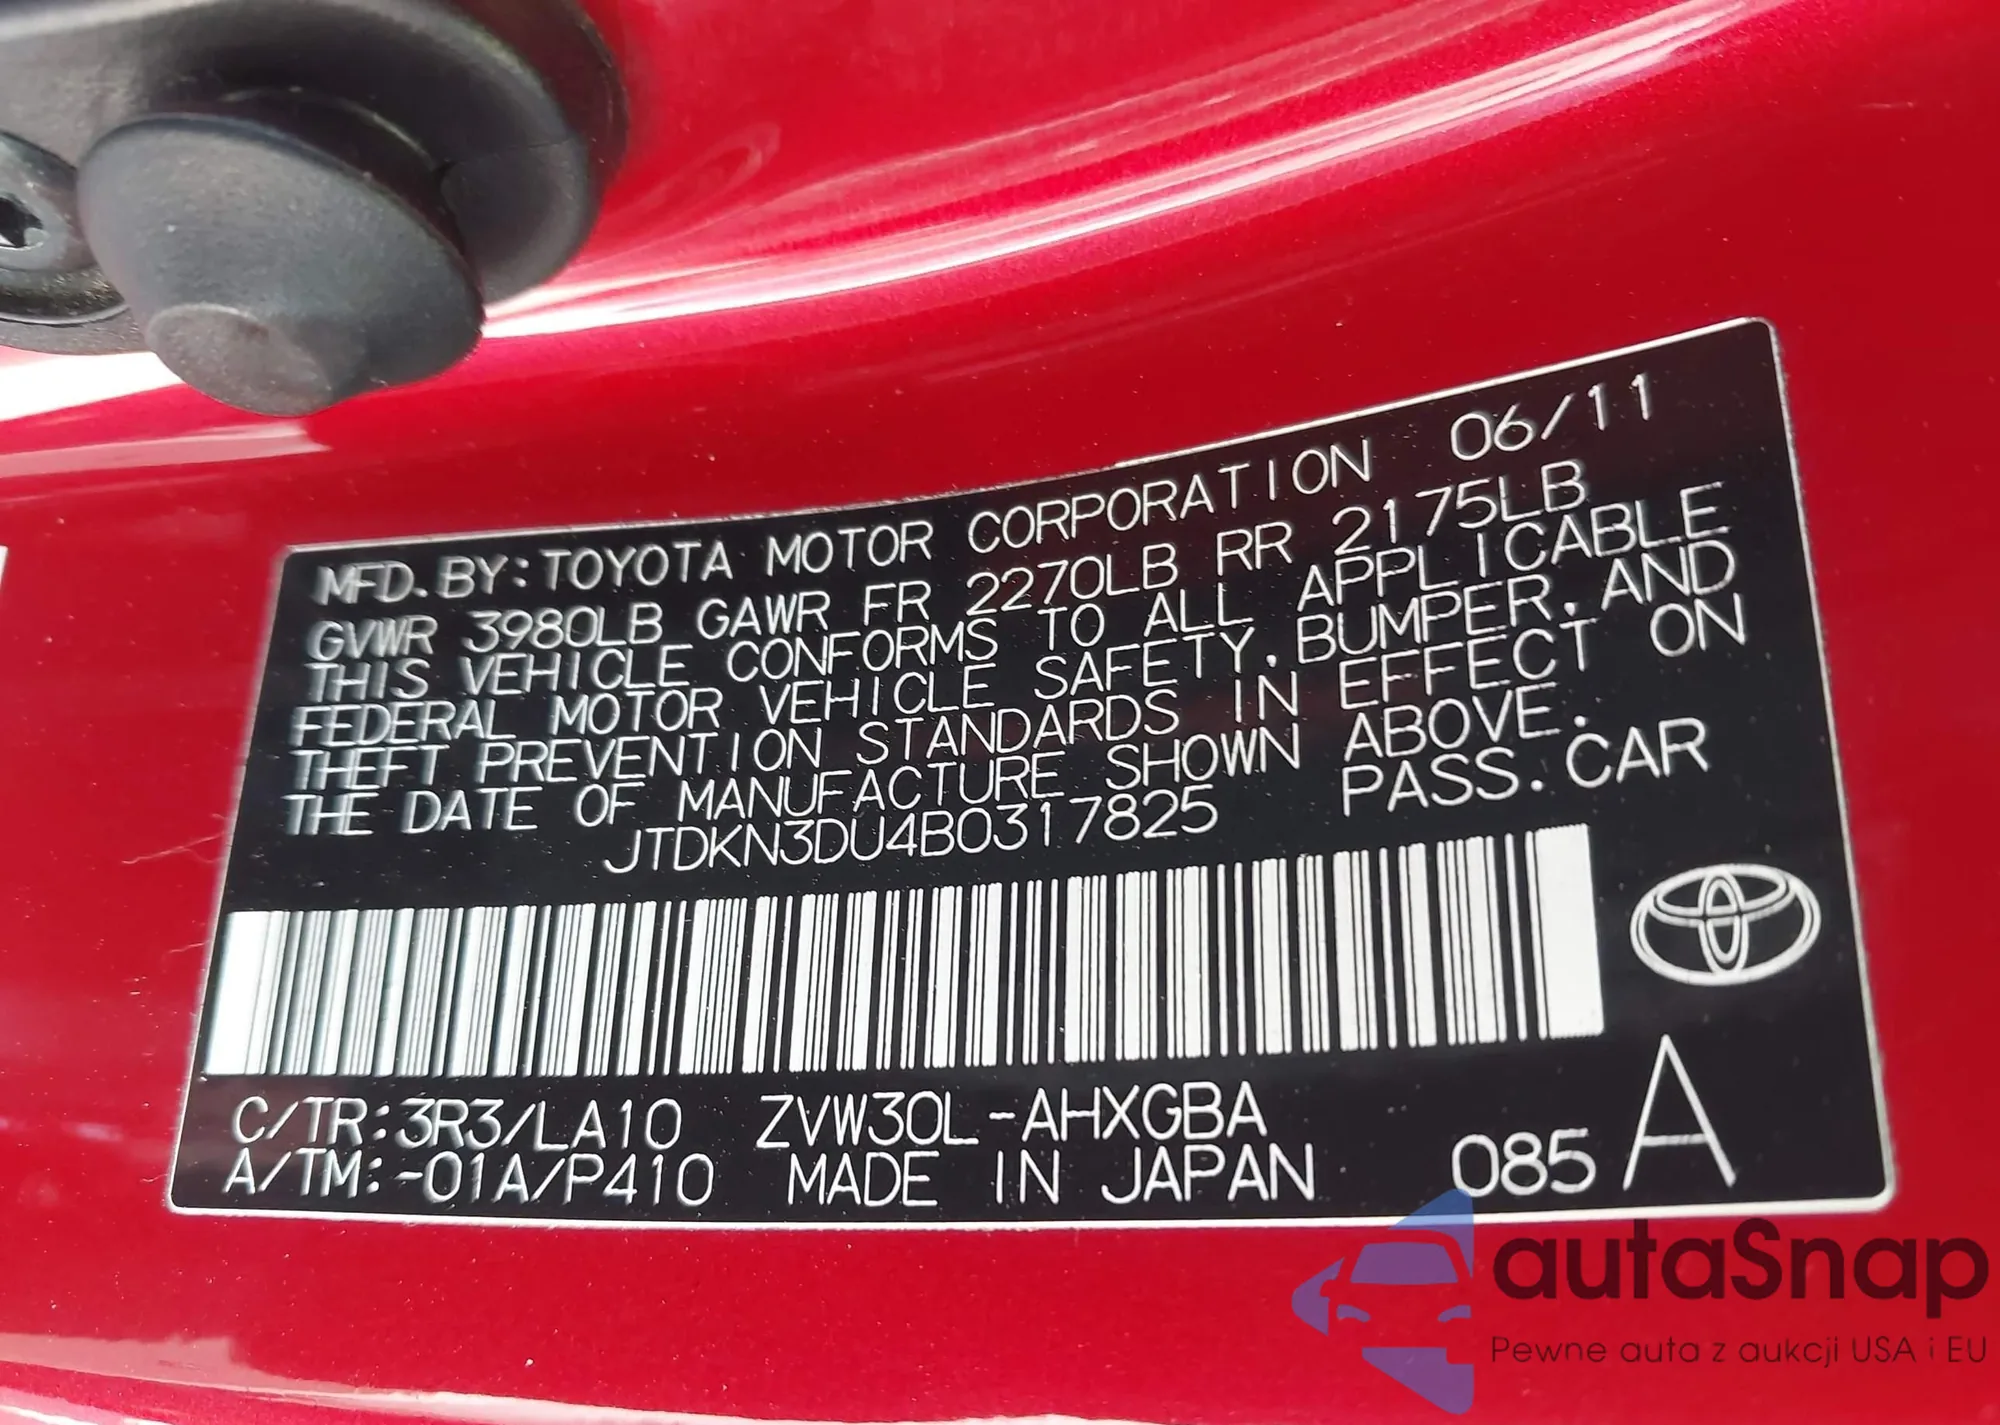 MFD. BY: TOYOTA MOTOR CORPORATION 06/11
GVWR 3980LB GAWR FR 2270LB RR 2175LB
THIS VEHICLE CONFORMS TO ALL APPLICABLE
FEDERAL MOTOR VEHICLE SAFETY, BUMPER, AND
THEFT PREVENTION STANDARDS IN EFFECT ON
THE DATE OF MANUFACTURE SHOWN ABOVE.
JTDKN3DU4B0317825 PASS. CAR
C/TR:3R3/LA10 ZVW30L-AHXGBA
A/TM:-01A/P410 MADE IN JAPAN 085 A
autaSnap
Pewne auta z aukcji USA i EU